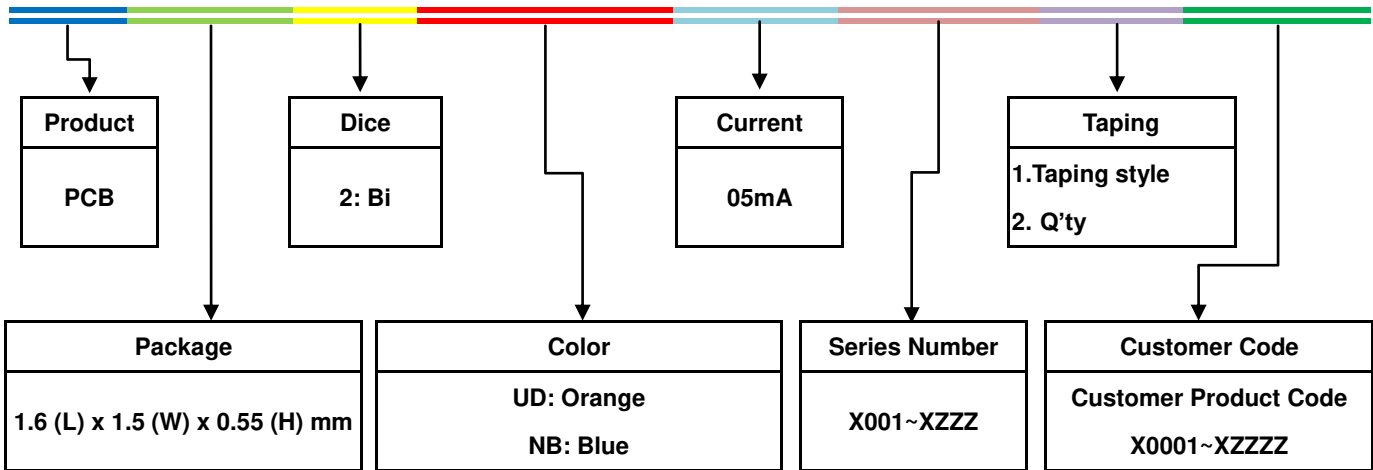 Product
PCB
Dice
2: Bi
Current
05mA
Taping
1.Taping style
2. Q’ty
Package
1.6 (L) x 1.5 (W) x 0.55 (H) mm
Color
UD: Orange
NB: Blue
Series Number
X001~XZZZ
Customer Code
Customer Product Code
X0001~XZZZZ